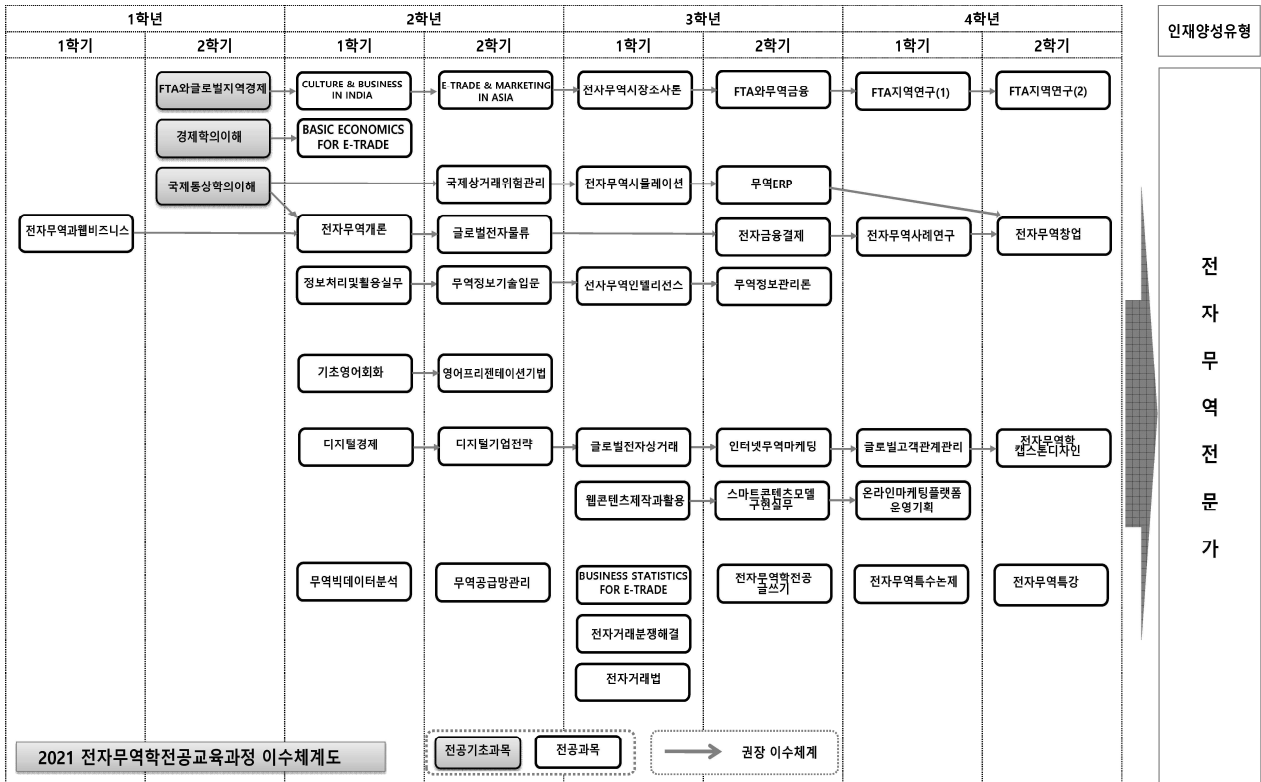 1학년
2학년
3학년
4학년
인재양성유형
1학기
2학기
1학기
2학기
1학기
2학기
1학기
2학기
FTA와글로벌지역경제
CULTURE & BUSINESS
IN INDIA
E-TRADE & MARKETING
IN ASIA
전사무역시장소사론
FTA와무역금융
FTA지역연구(1)
FTA지역연구(2)
경제학의이해
BASIC ECONOMICS
FOR E-TRADE
국제통상학의이해
국제상거래위험관리
전자무역시뮬레이션
무역ERP
전자무역과웹비즈니스
전자무역개론
글로벌전자물류
전자금융결제
전자무역사례연구
전자무역창업
정보처리및활용실무
무역정보기술입문
선사무역인텔리전스
무역정보관리론
기초영어회화
영어프리젠테이션기법
디지털경제
디지털기업전략
글로벌전자상거래
인터넷무역마케팅
글로벌고객관계관리
전자무역학
캡스톤디자인
웹콘텐츠제작과활용
스마트콘텐츠모델
구현실무
온라인마케팅플랫폼
운영기획
무역빅데이터분석
무역공급망관리
BUSINESS STATISTICS
FOR E-TRADE
전자무역학전공
글쓰기
전자무역특수논제
전자무역특강
전자거래분쟁해결
전자거래법
전
자
무
역
전
문
가
2021 전자무역학전공교육과정 이수체계도
전공기초과목
전공과목
권장 이수체계